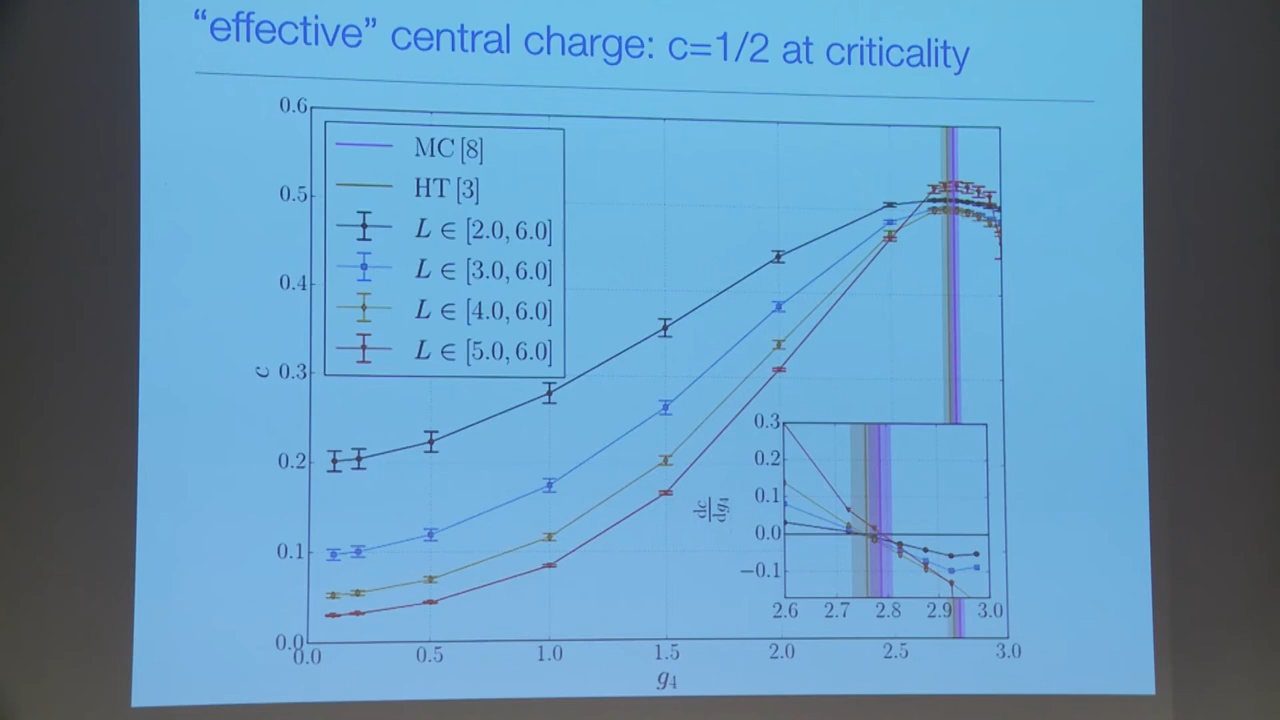 “effective” central charge: c=1/2 at criticality
0.6
0.5
0.4
0.3
0.2
0.1
0.0
c
MC [8]
HT [3]
L ∈ [2.0, 6.0]
L ∈ [3.0, 6.0]
L ∈ [4.0, 6.0]
L ∈ [5.0, 6.0]
0.3
0.2
0.1
0.0
−0.1
dc
dg₄
2.6 2.7 2.8 2.9 3.0
0.0 0.5 1.0 1.5 2.0 2.5 3.0
g₄